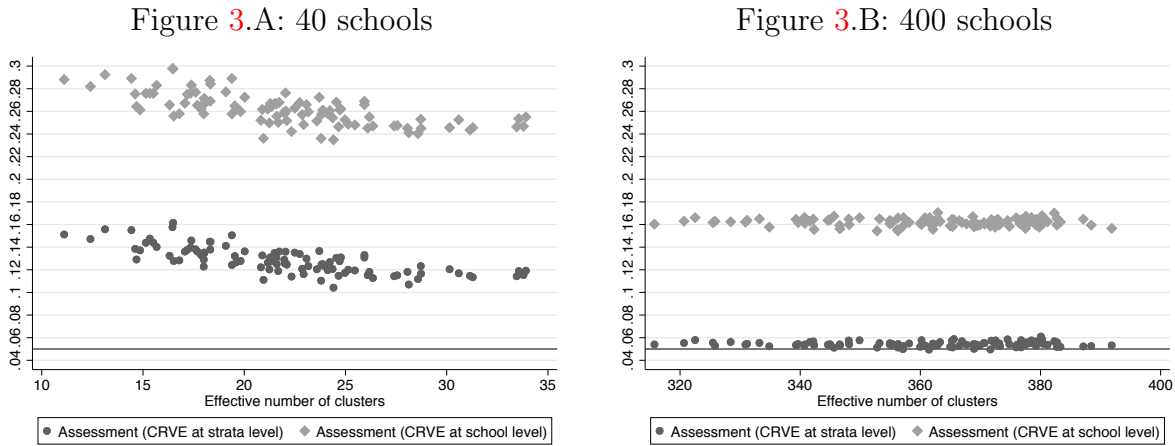 Figure 3.A: 40 schools
Figure 3.B: 400 schools
.04.06.08 .1 .12.14.16.18 .2 .22.24.26.28 .3
10 15 20 25 30 35
Effective number of clusters
Assessment (CRVE at strata level) Assessment (CRVE at school level)
.04.06.08 .1 .12.14.16.18 .2 .22.24.26.28 .3
320 340 360 380 400
Effective number of clusters
Assessment (CRVE at strata level) Assessment (CRVE at school level)